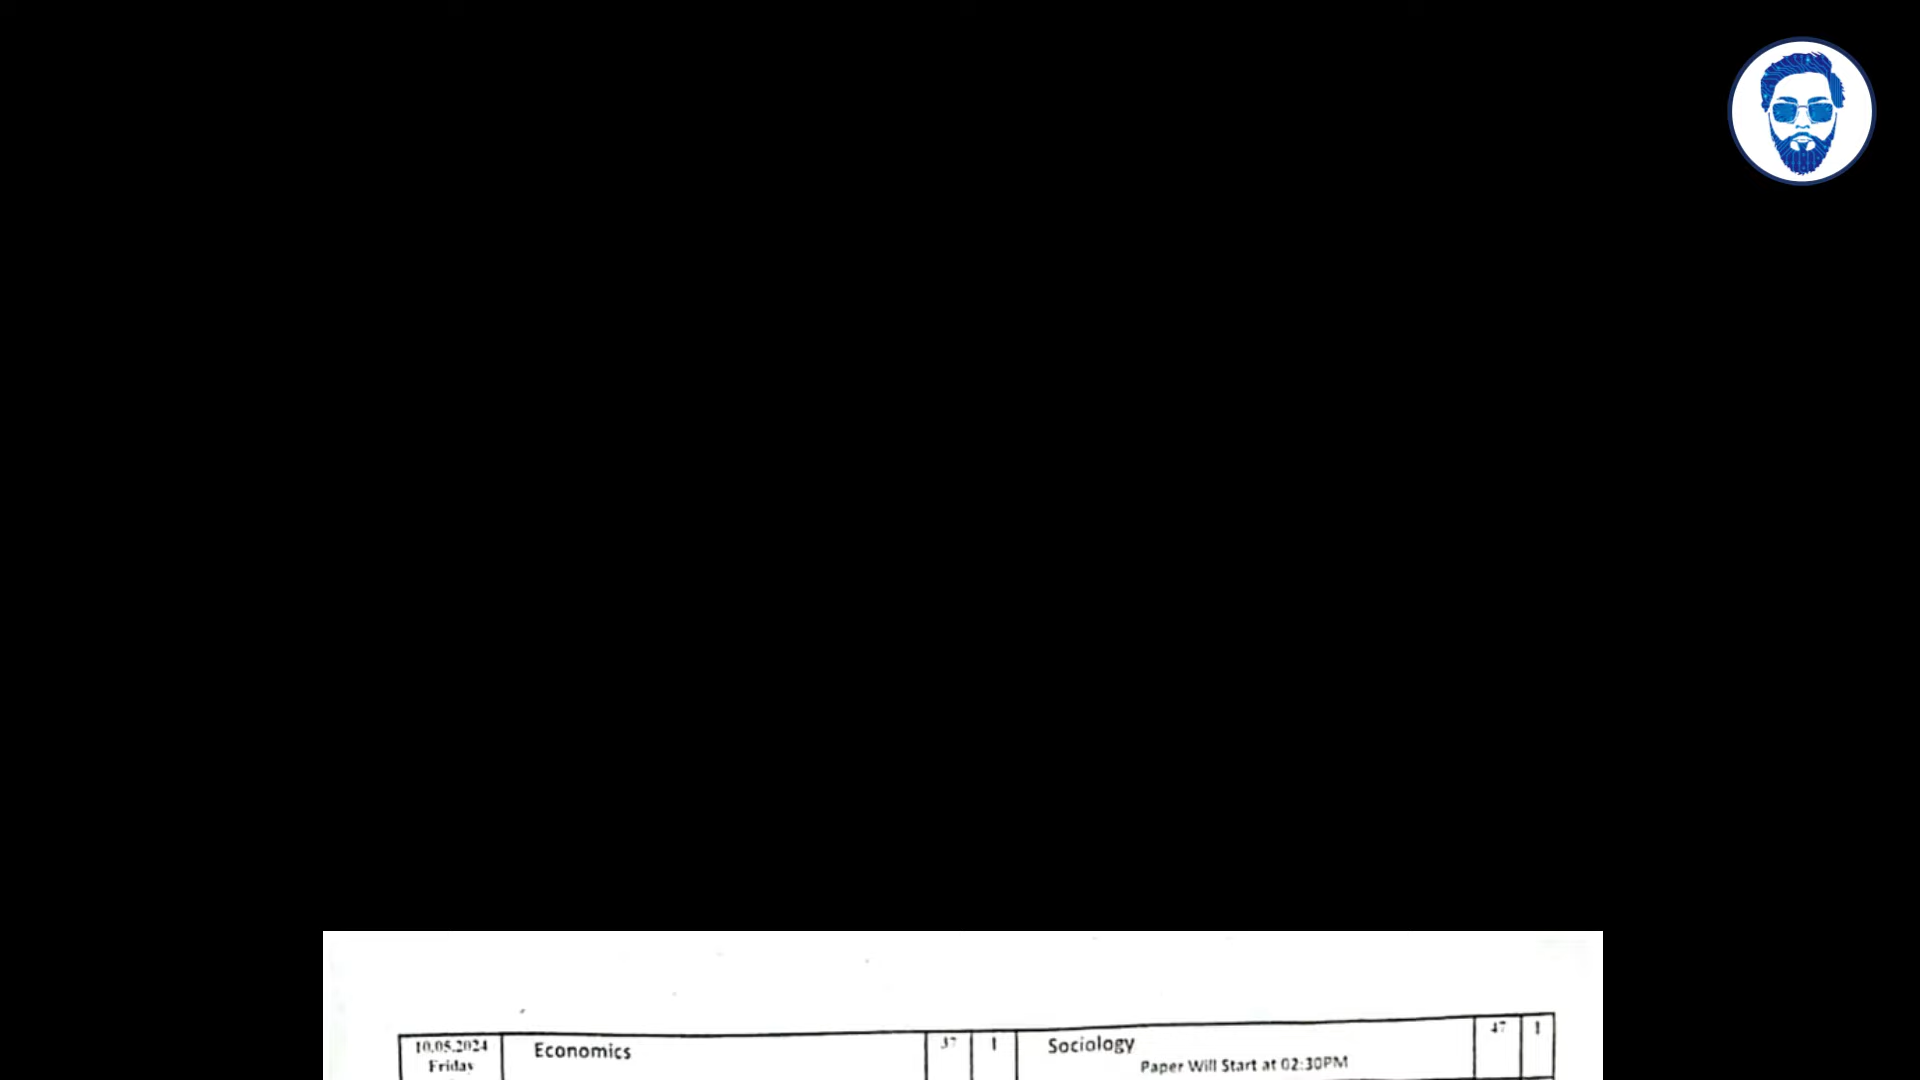 10.05.2024 Economics 37 1 Sociology 47 1
Friday Paper Will Start at 02:30PM